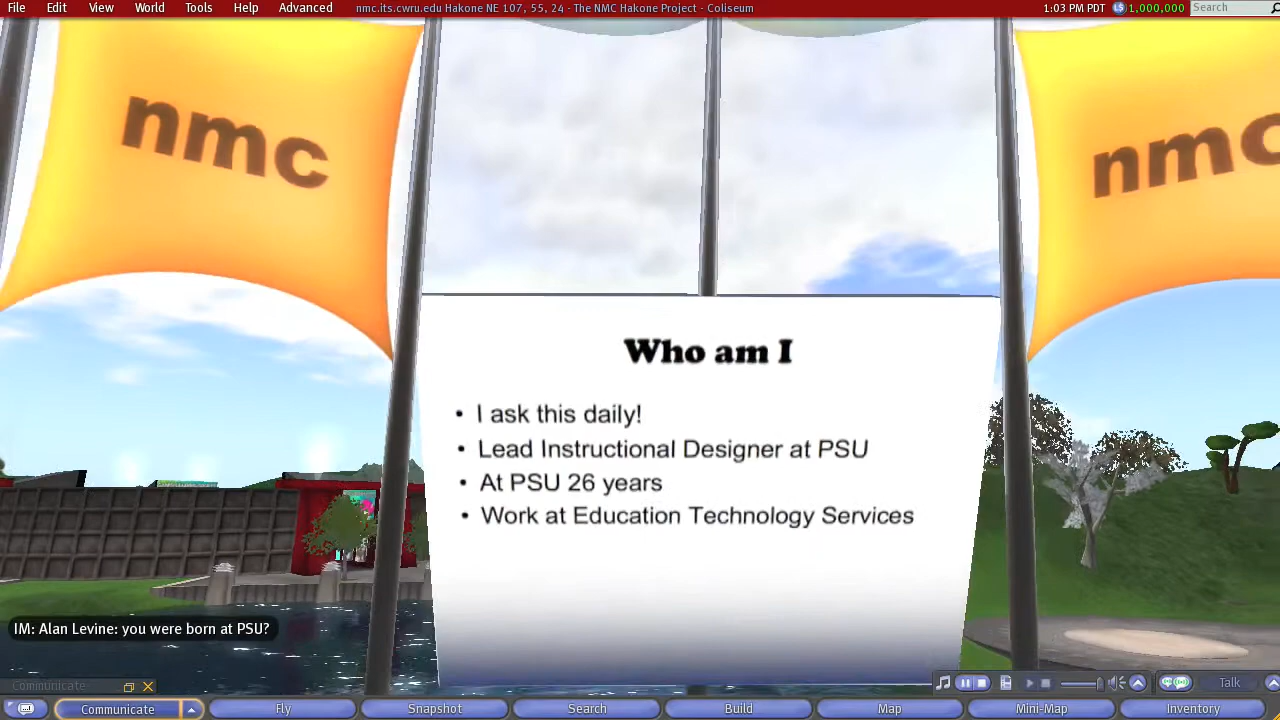 File Edit View World Tools Help Advanced nmc.its.cwru.edu Hakone NE 107, 55, 24 - The NMC Hakone Project - Coliseum 1:03 PM PDT L$ 1,000,000 Search
nmc
nmc
Who am I
• I ask this daily!
• Lead Instructional Designer at PSU
• At PSU 26 years
• Work at Education Technology Services
IM: Alan Levine: you were born at PSU?
Communicate
Talk
Communicate Fly Snapshot Search Build Map Mini-Map Inventory